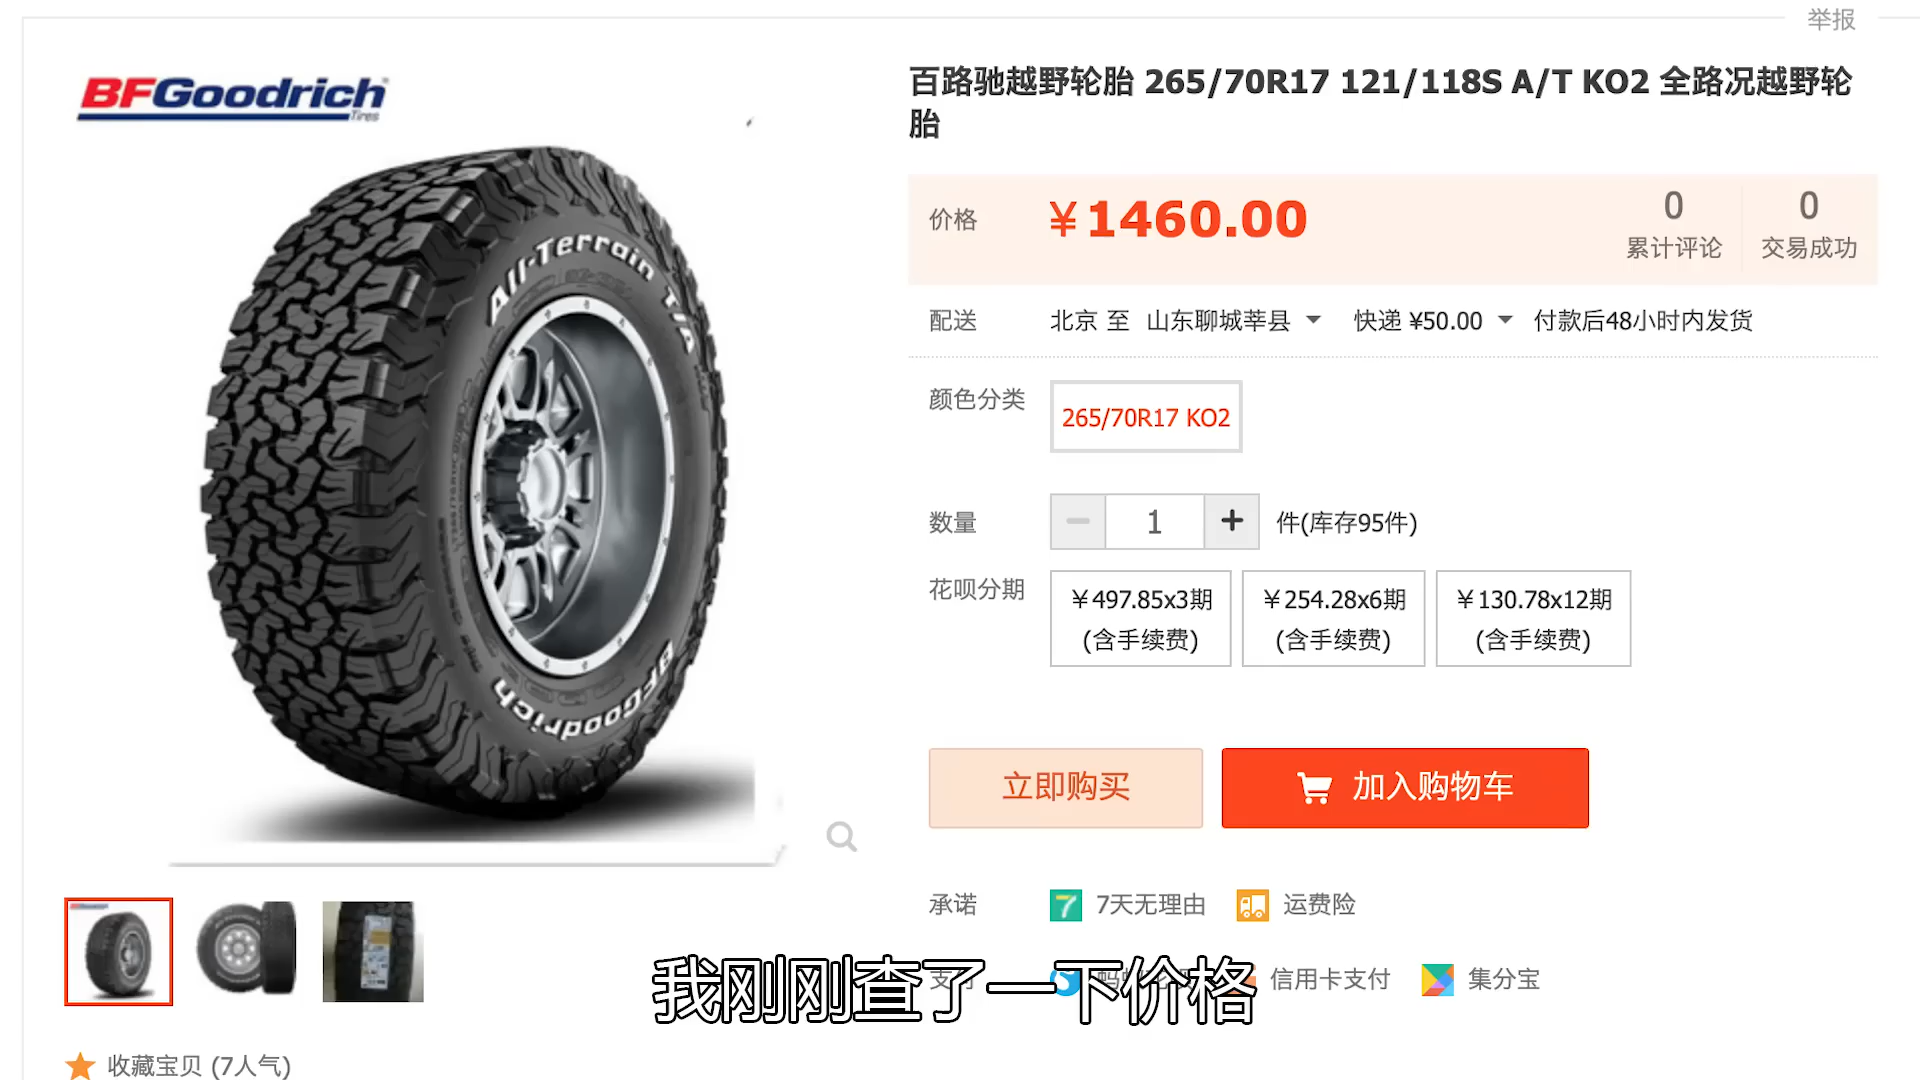 举报
BFGoodrich
Tires
百路驰越野轮胎 265/70R17 121/118S A/T KO2 全路况越野轮
胎
价格
¥1460.00
0
累计评论
0
交易成功
配送
北京 至 山东聊城莘县
快递 ¥50.00
付款后48小时内发货
颜色分类
265/70R17 KO2
数量
1
件(库存95件)
花呗分期
¥497.85x3期
(含手续费)
¥254.28x6期
(含手续费)
¥130.78x12期
(含手续费)
立即购买
加入购物车
承诺
7天无理由
运费险
信用卡支付
集分宝
我刚刚查了一下价格
收藏宝贝 (7人气)
All-Terrain T/A
BFGoodrich